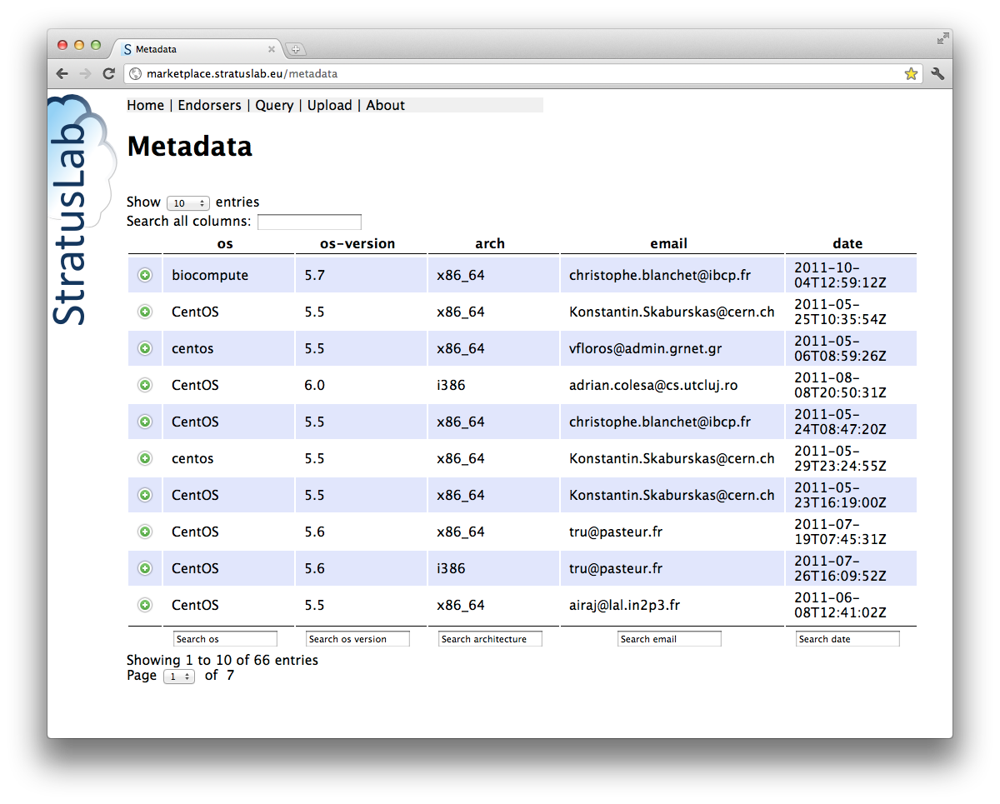 S Metadata
marketplace.stratuslab.eu/metadata
StratusLab
Home | Endorsers | Query | Upload | About
Metadata
Show 10 entries
Search all columns:
os os-version arch email date
biocompute 5.7 x86_64 christophe.blanchet@ibcp.fr 2011-10-
04T12:59:12Z
CentOS 5.5 x86_64 Konstantin.Skaburskas@cern.ch 2011-05-
25T10:35:54Z
centos 5.5 x86_64 vfloros@admin.grnet.gr 2011-05-
06T08:59:26Z
CentOS 6.0 i386 adrian.colesa@cs.utcluj.ro 2011-08-
08T20:50:31Z
CentOS 5.5 x86_64 christophe.blanchet@ibcp.fr 2011-05-
24T08:47:20Z
centos 5.5 x86_64 Konstantin.Skaburskas@cern.ch 2011-05-
29T23:24:55Z
CentOS 5.5 x86_64 Konstantin.Skaburskas@cern.ch 2011-05-
23T16:19:00Z
CentOS 5.6 x86_64 tru@pasteur.fr 2011-07-
19T07:45:31Z
CentOS 5.6 i386 tru@pasteur.fr 2011-07-
26T16:09:52Z
CentOS 5.5 x86_64 airaj@lal.in2p3.fr 2011-06-
08T12:41:02Z
Search os Search os version Search architecture Search email Search date
Showing 1 to 10 of 66 entries
Page 1 of 7